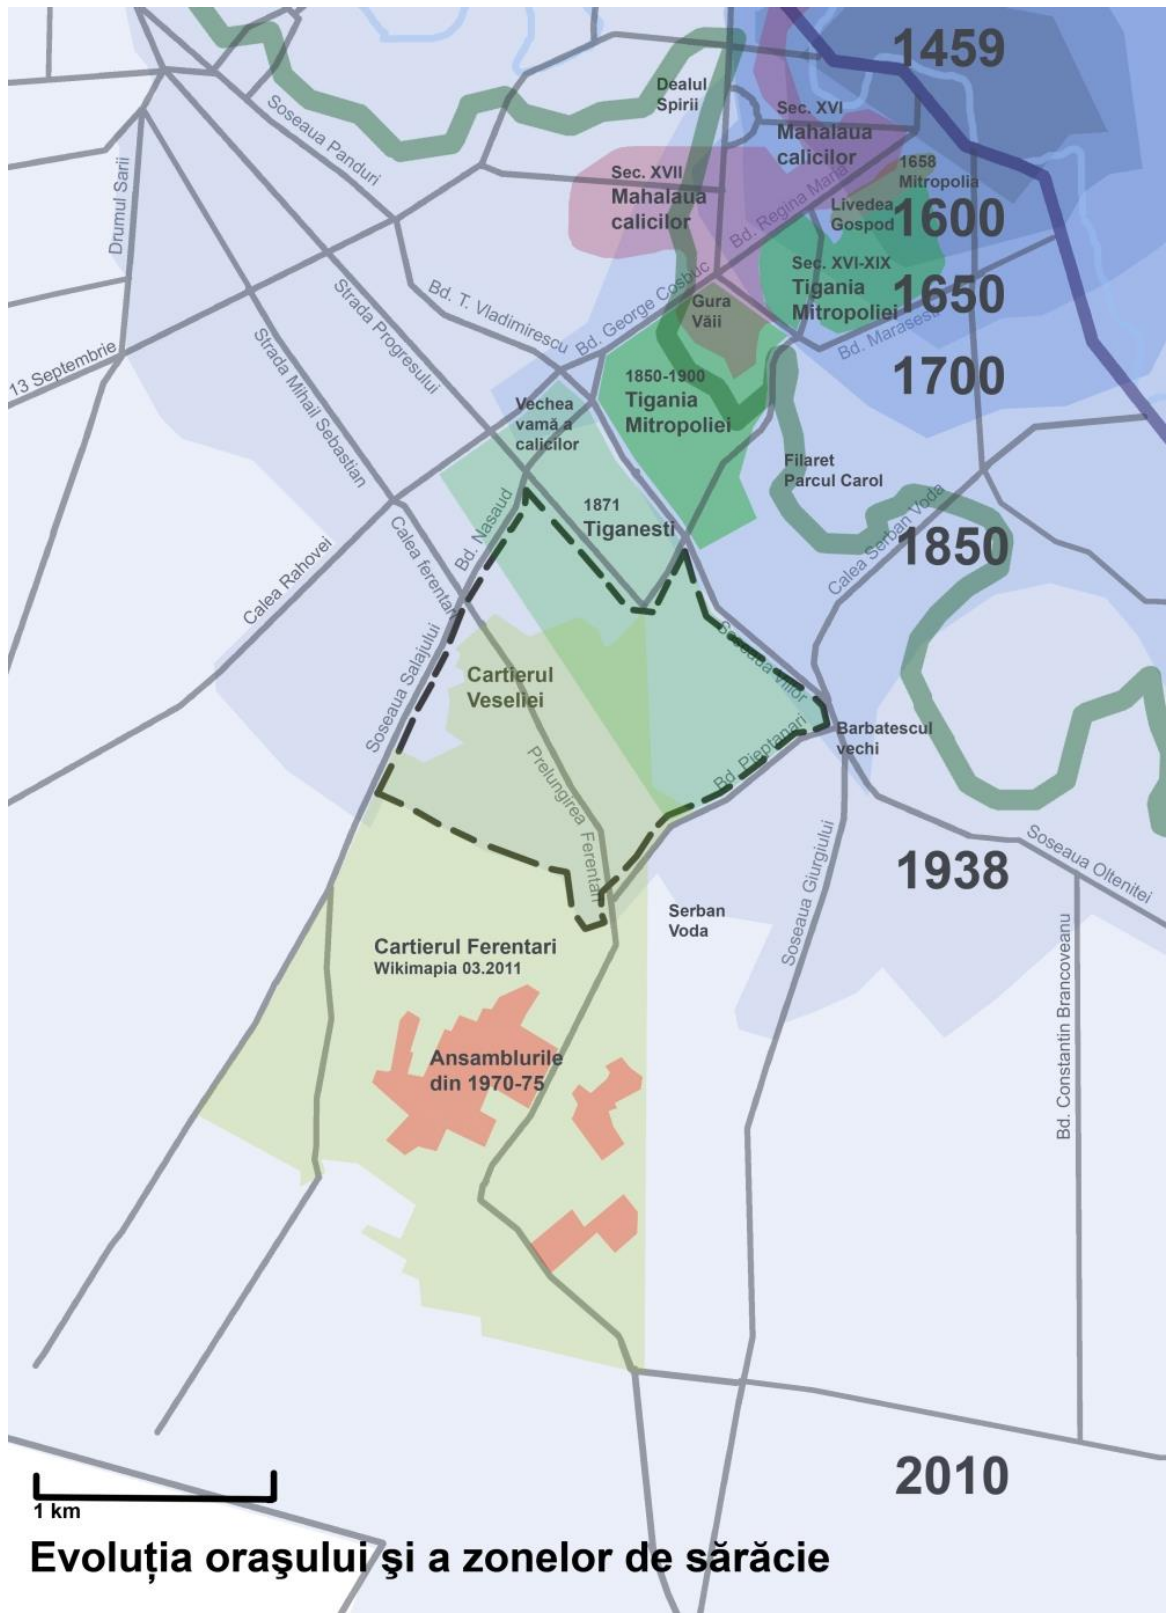 1459
Dealul
Spirii
Sec. XVI
Mahalaua
calicilor
Soseaua Panduri
Sec. XVII
Mahalaua
calicilor
1658
Mitropolia
Drumul Sarii
Bd. Regina Maria
Livedea
Gospod
1600
Sec. XVI-XIX
Tigania
Mitropoliei
1650
Strada Progresului
Bd. T. Vladimirescu
Bd. George Cosbuc
Gura
Văii
Bd. Marasesti
13 Septembrie
Strada Mihail Sebastian
1700
1850-1900
Tigania
Mitropoliei
Vechea
vamă a
calicilor
Filaret
Parcul Carol
Bd. Nasaud
1871
Tiganesti
Calea Serban Voda
1850
Calea Rahovei
Calea ferentari
Soseaua Salajului
Soseaua Viilor
Cartierul
Veseliei
Bd. Pieptanari
Barbatescul
vechi
Prelungirea Ferentari
Soseaua Giurgiului
1938
Soseaua Oltenitei
Serban
Voda
Cartierul Ferentari
Wikimapia 03.2011
Bd. Constantin Brancoveanu
Ansamblurile
din 1970-75
2010
1 km
Evoluția orașului și a zonelor de sărăcie